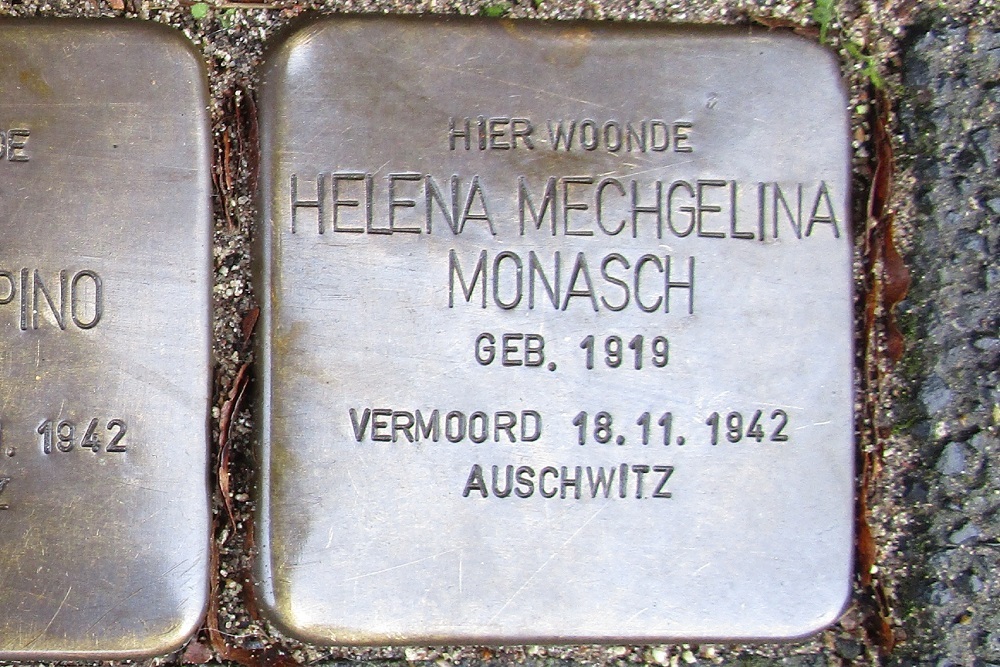 HIER WOONDE
HELENA MECHGELINA
MONASCH
GEB. 1919
VERMOORD 18.11.1942
AUSCHWITZ
PINO
1942